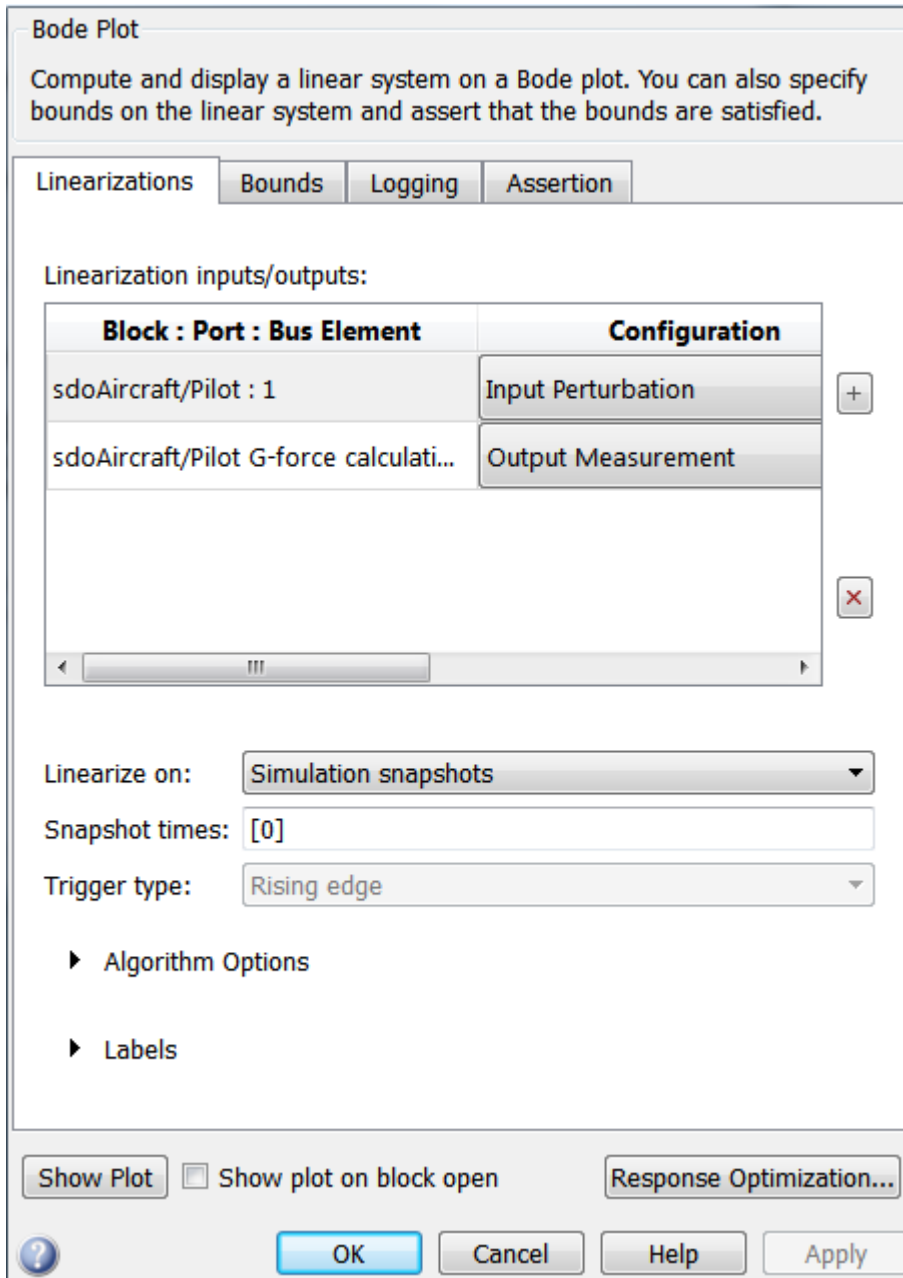 Bode Plot
Compute and display a linear system on a Bode plot. You can also specify
bounds on the linear system and assert that the bounds are satisfied.
Linearizations Bounds Logging Assertion
Linearization inputs/outputs:
Block : Port : Bus Element Configuration
sdoAircraft/Pilot : 1 Input Perturbation
+
sdoAircraft/Pilot G-force calculati... Output Measurement
Linearize on: Simulation snapshots
Snapshot times: [0]
Trigger type: Rising edge
Algorithm Options
Labels
Show Plot Show plot on block open Response Optimization...
? OK Cancel Help Apply